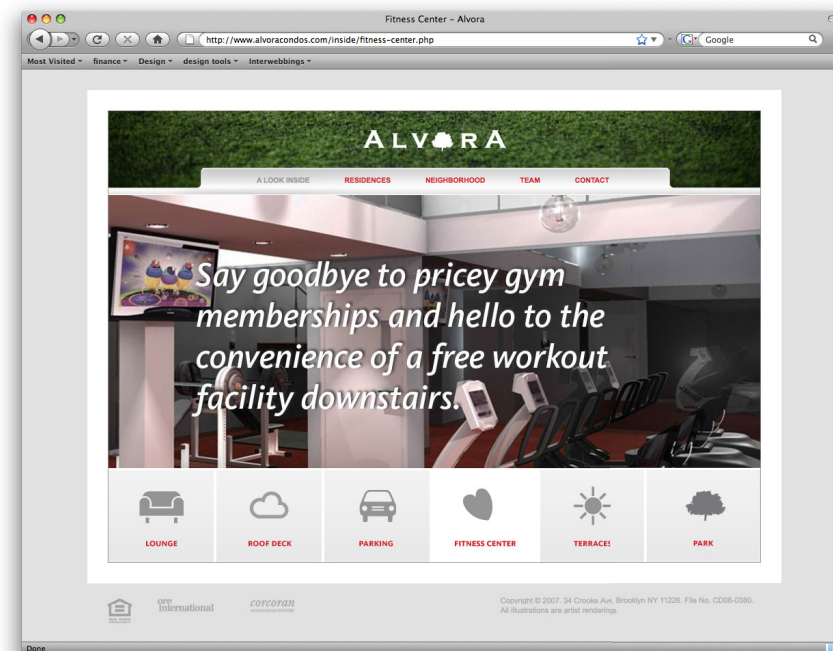 Fitness Center – Alvora
http://www.alvoracondos.com/inside/fitness-center.php
Google
Most Visited finance Design design tools Interwebbings
ALVORA
A LOOK INSIDE RESIDENCES NEIGHBORHOOD TEAM CONTACT
Say goodbye to pricey gym
memberships and hello to the
convenience of a free workout
facility downstairs.
LOUNGE ROOF DECK PARKING FITNESS CENTER TERRACES PARK
ore
international
corcoran
Copyright © 2007. 34 Crooke Ave, Brooklyn NY 11226. File No. CD06-0380.
All illustrations are artist renderings.
Done